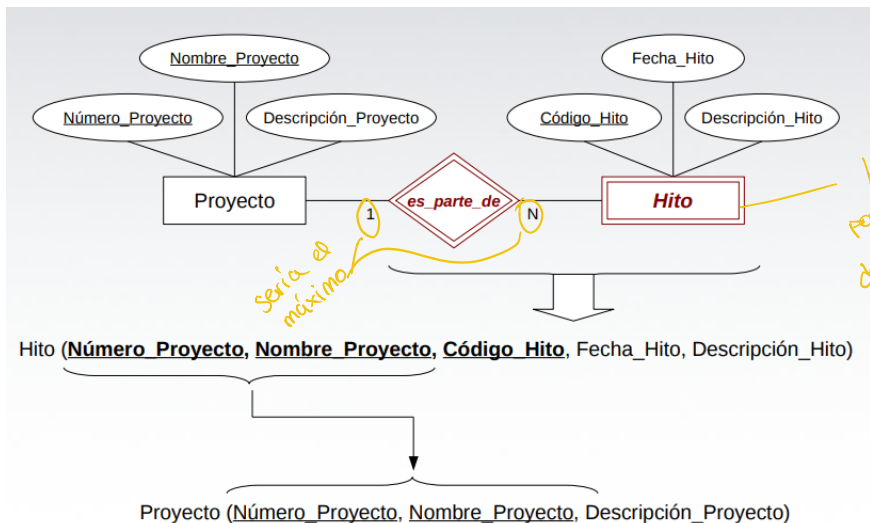 Nombre_Proyecto
Fecha_Hito
Número_Proyecto
Descripción_Proyecto
Código_Hito
Descripción_Hito
Proyecto
1
es_parte_de
N
Hito
sería el
máximo
Hito (Número_Proyecto, Nombre_Proyecto, Código_Hito, Fecha_Hito, Descripción_Hito)
Proyecto (Número_Proyecto, Nombre_Proyecto, Descripción_Proyecto)